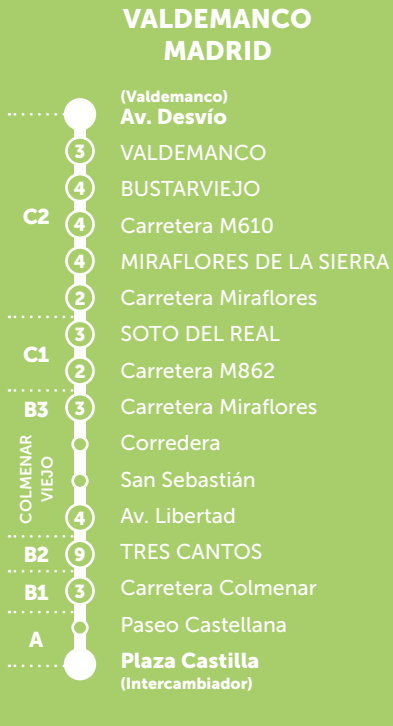 VALDEMANCO
MADRID
(Valdemanco)
Av. Desvío
3 VALDEMANCO
4 BUSTARVIEJO
C2
4 Carretera M610
4 MIRAFLORES DE LA SIERRA
2 Carretera Miraflores
3 SOTO DEL REAL
C1
2 Carretera M862
B3 3 Carretera Miraflores
COLMENAR
VIEJO
Corredera
San Sebastián
4 Av. Libertad
B2 9 TRES CANTOS
B1 3 Carretera Colmenar
Paseo Castellana
A
Plaza Castilla
(Intercambiador)